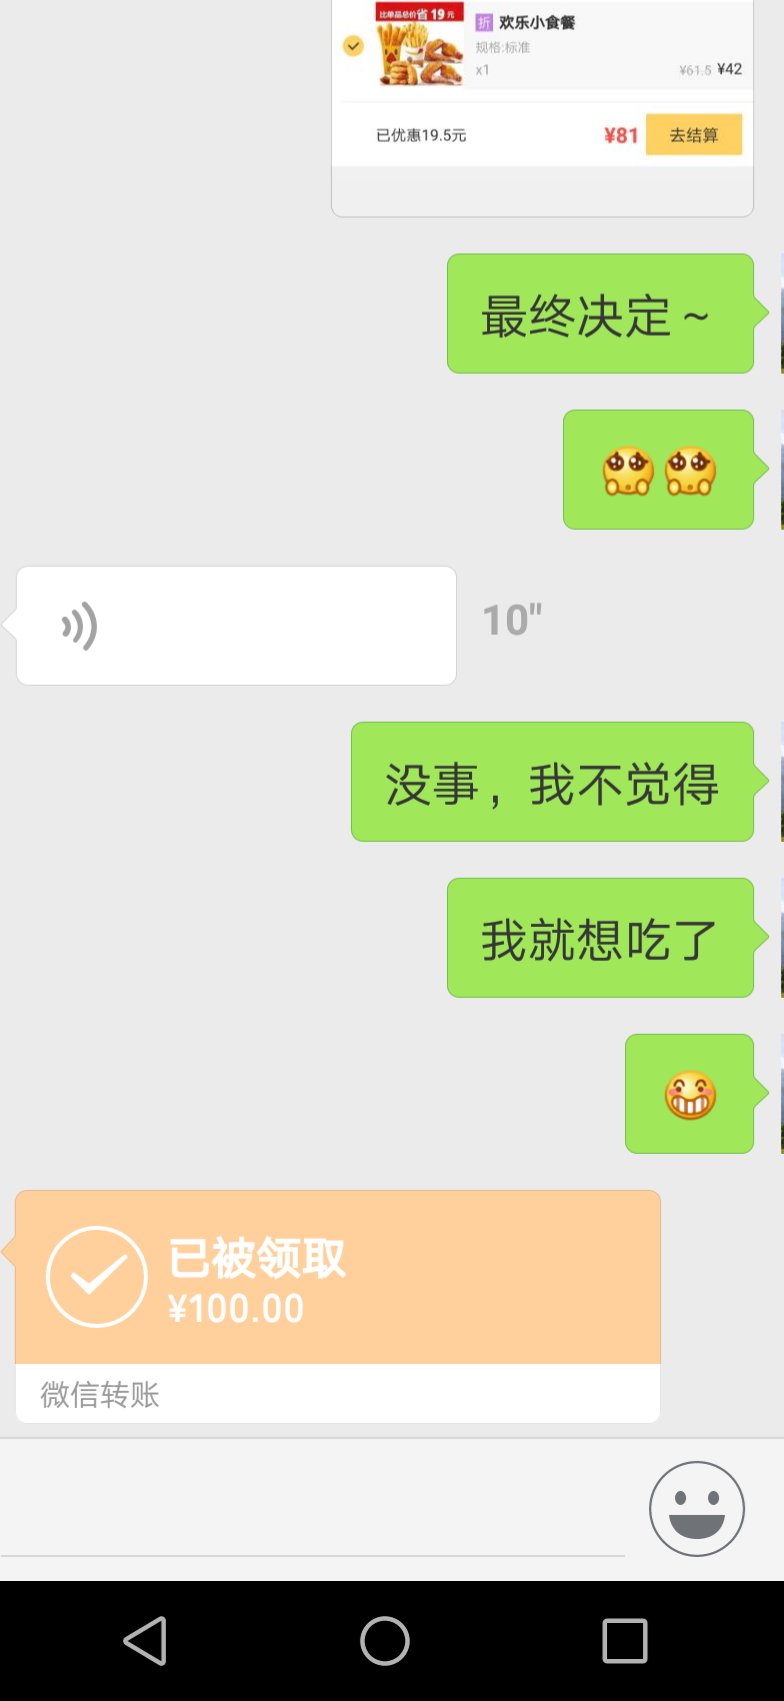 比单品总价省19元
折 欢乐小食餐
规格:标准
x1 ¥61.5 ¥42
已优惠19.5元 ¥81 去结算
最终决定~
10"
没事，我不觉得
我就想吃了
已被领取
¥100.00
微信转账